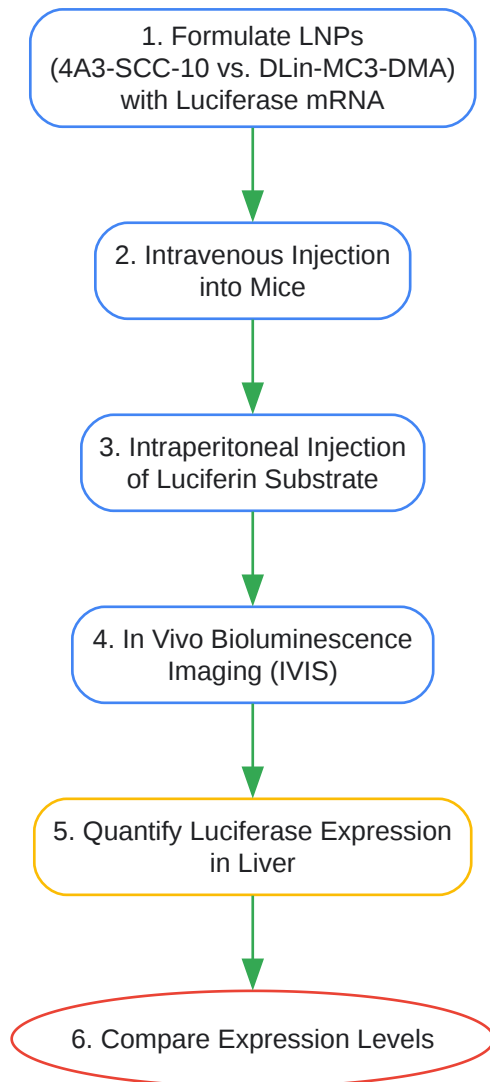 1. Formulate LNPs
(4A3-SCC-10 vs. DLin-MC3-DMA)
with Luciferase mRNA
2. Intravenous Injection
into Mice
3. Intraperitoneal Injection
of Luciferin Substrate
4. In Vivo Bioluminescence
Imaging (IVIS)
5. Quantify Luciferase Expression
in Liver
6. Compare Expression Levels